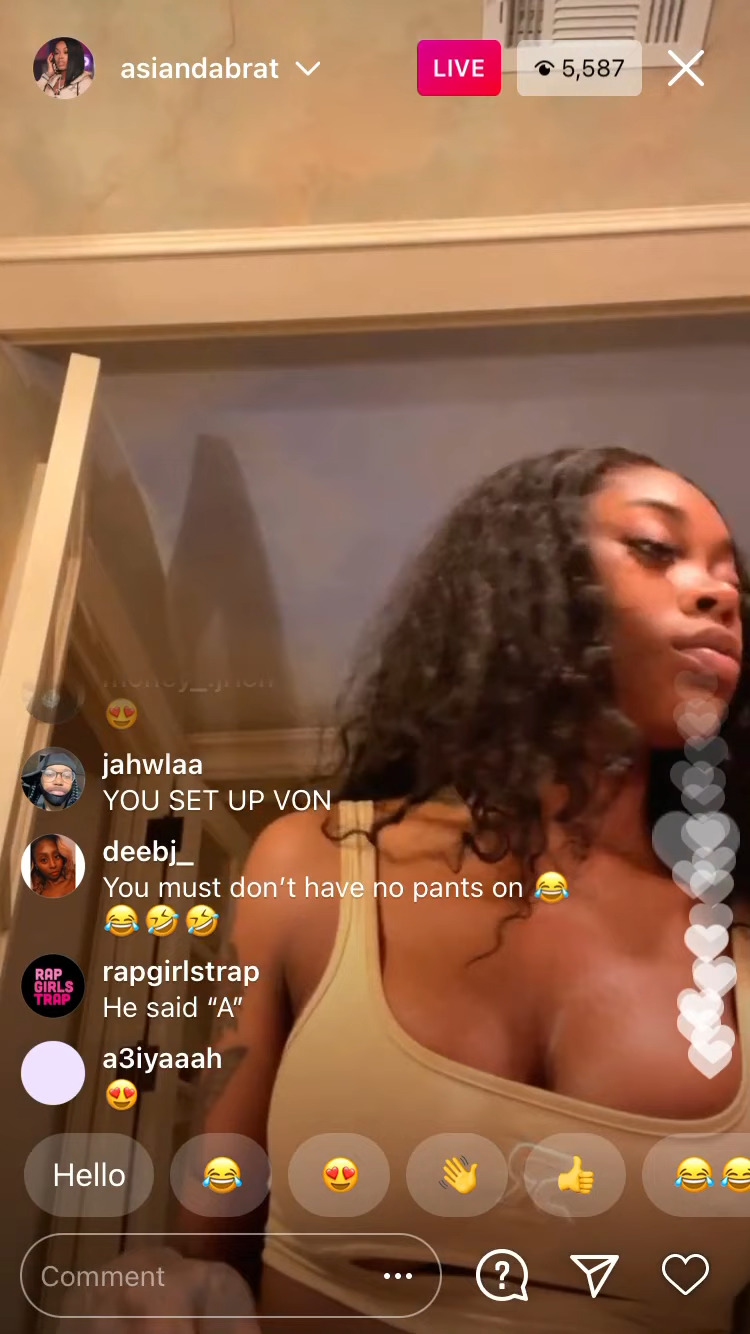 asiandabrat
LIVE
5,587
😍
jahwlaa
YOU SET UP VON
deebj_
You must don’t have no pants on 😂
😂🤣🤣
RAP
GIRLS
TRAP
rapgirlstrap
He said “A”
a3iyaaah
😍
Hello 😂 😍 👋 👍 😂😂
Comment